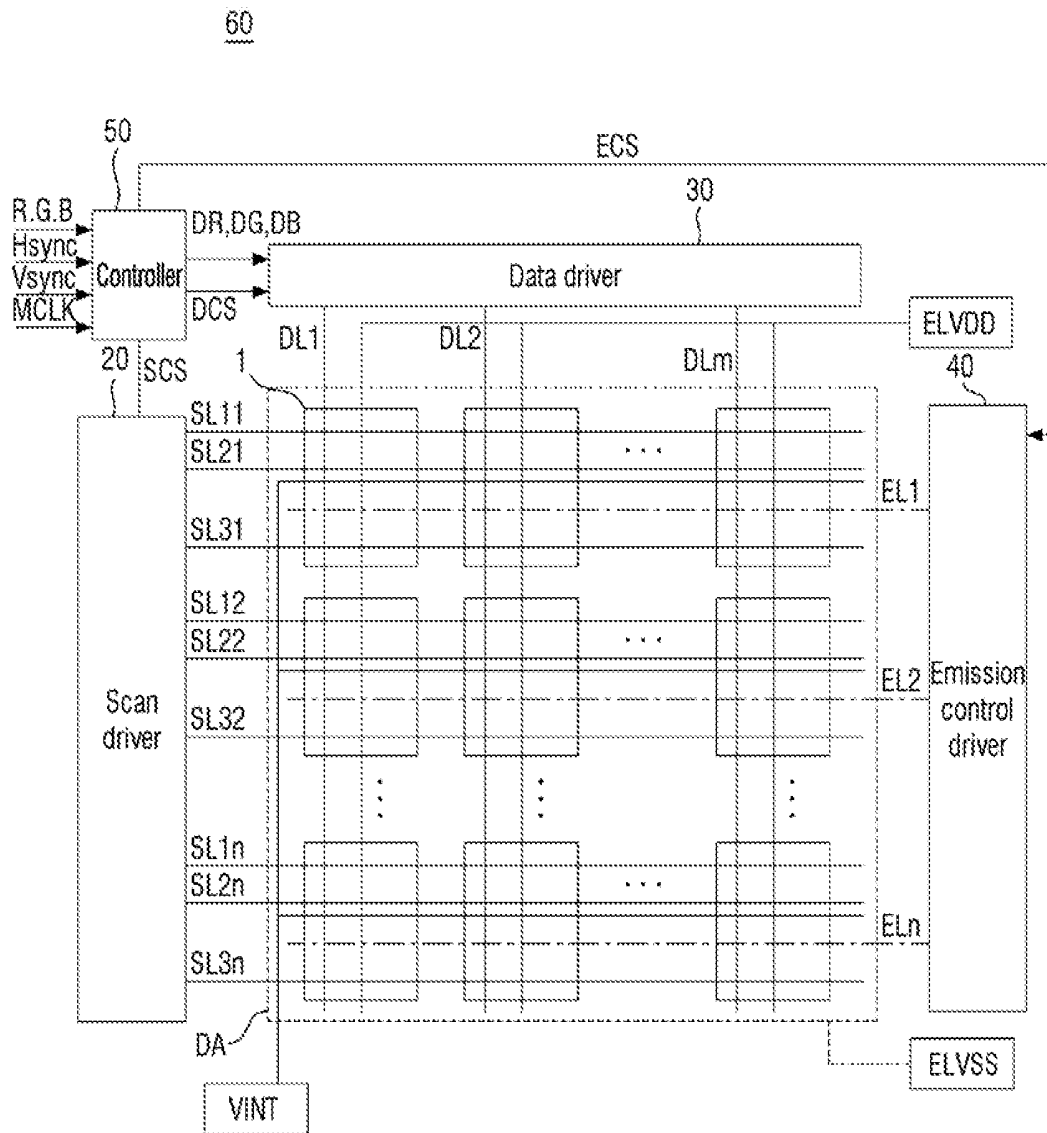 60
50
ECS
30
R.G.B
Hsync
Vsync
MCLK
Controller
DR,DG,DB
DCS
Data driver
DL1
DL2
DLm
ELVDD
20
SCS
1
40
SL11
SL21
SL31
SL12
SL22
SL32
SL1n
SL2n
SL3n
Scan
driver
EL1
EL2
ELn
Emission
control
driver
DA
VINT
ELVSS